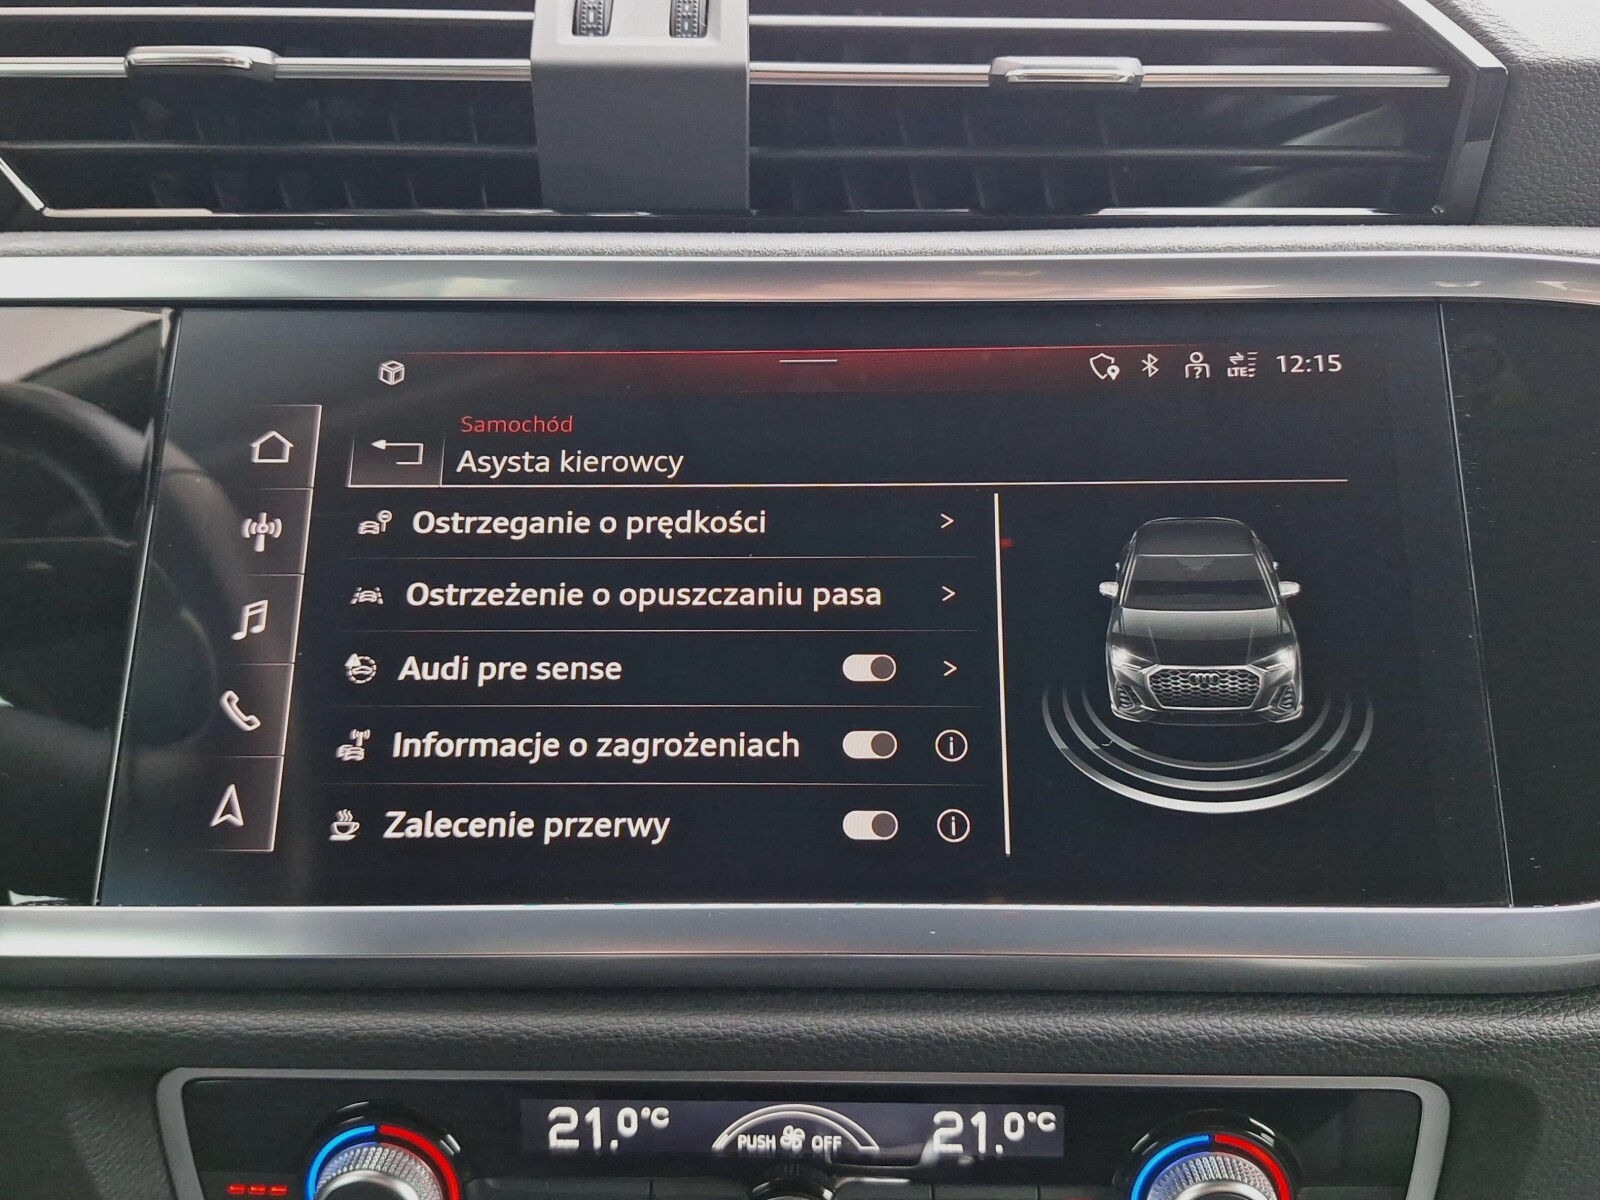 LTE 12:15
Samochód
Asysta kierowcy
Ostrzeganie o prędkości >
Ostrzeżenie o opuszczaniu pasa >
Audi pre sense >
Informacje o zagrożeniach i
Zalecenie przerwy i
21.0°C PUSH OFF 21.0°C